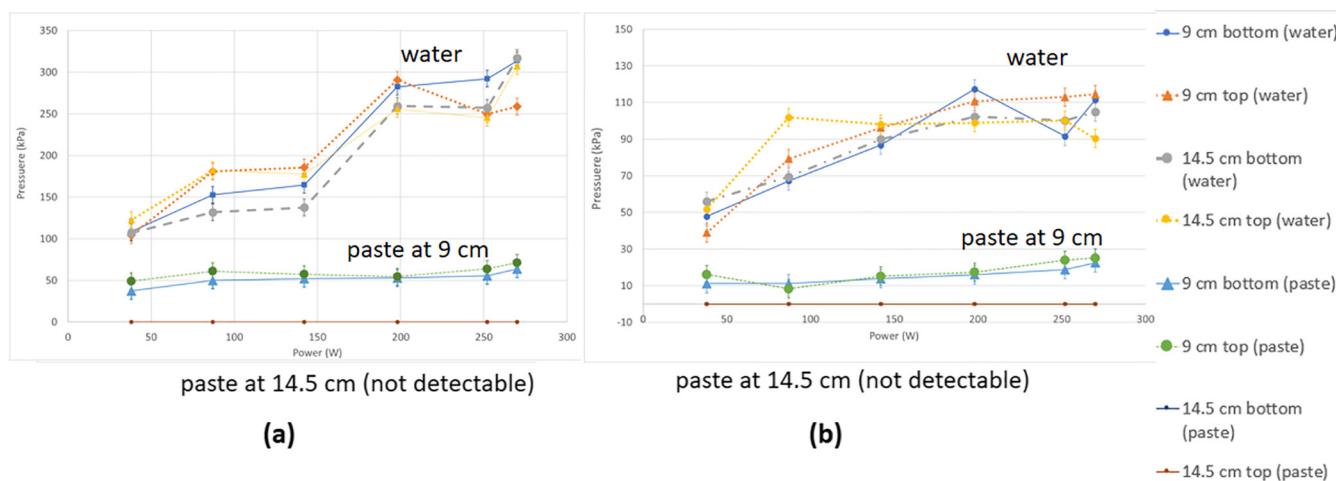 water
paste at 9 cm
Pressuere (kPa)
350
300
250
200
150
100
50
0
0 50 100 150 200 250 300
Power (W)
paste at 14.5 cm (not detectable)
(a)
water
paste at 9 cm
Pressuere (kPa)
150
130
110
90
70
50
30
10
-10
0 50 100 150 200 250 300
Power (W)
paste at 14.5 cm (not detectable)
(b)
9 cm bottom (water)
9 cm top (water)
14.5 cm bottom
(water)
14.5 cm top (water)
9 cm bottom (paste)
9 cm top (paste)
14.5 cm bottom
(paste)
14.5 cm top (paste)